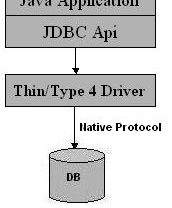 Java Application
JDBC Api
Thin/Type 4 Driver
Native Protocol
DB